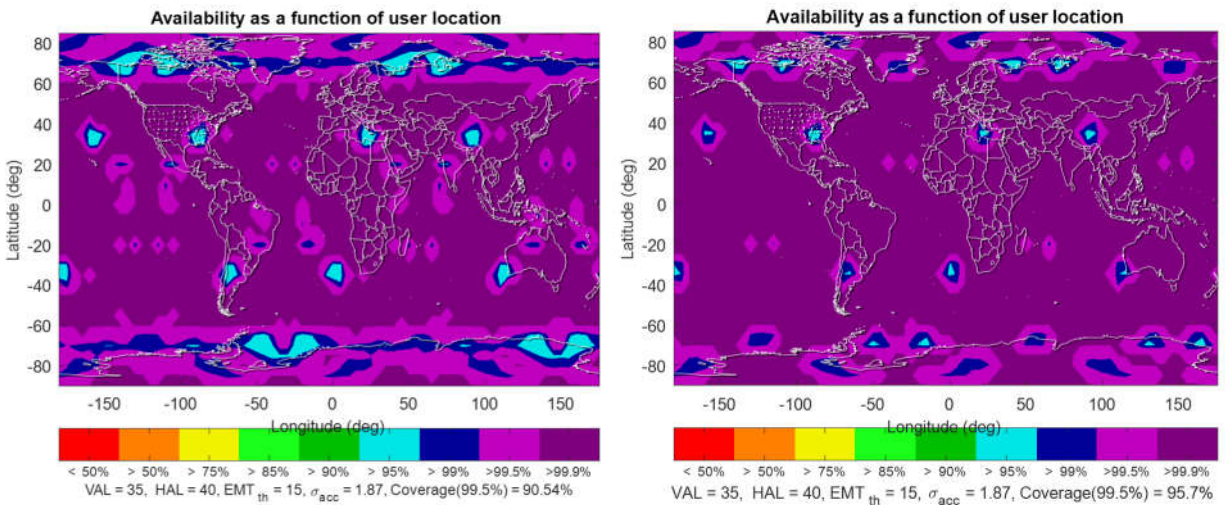 Availability as a function of user location
80
60
40
20
0
-20
-40
-60
-80
Latitude (deg)
-150 -100 -50 0 50 100 150
Longitude (deg)
< 50% > 50% > 75% > 85% > 90% > 95% > 99% >99.5% >99.9%
VAL = 35, HAL = 40, EMT th = 15, σacc = 1.87, Coverage(99.5%) = 90.54%
Availability as a function of user location
80
60
40
20
0
-20
-40
-60
-80
Latitude (deg)
-150 -100 -50 0 50 100 150
Longitude (deg)
< 50% > 50% > 75% > 85% > 90% > 95% > 99% >99.5% >99.9%
VAL = 35, HAL = 40, EMT th = 15, σacc = 1.87, Coverage(99.5%) = 95.7%